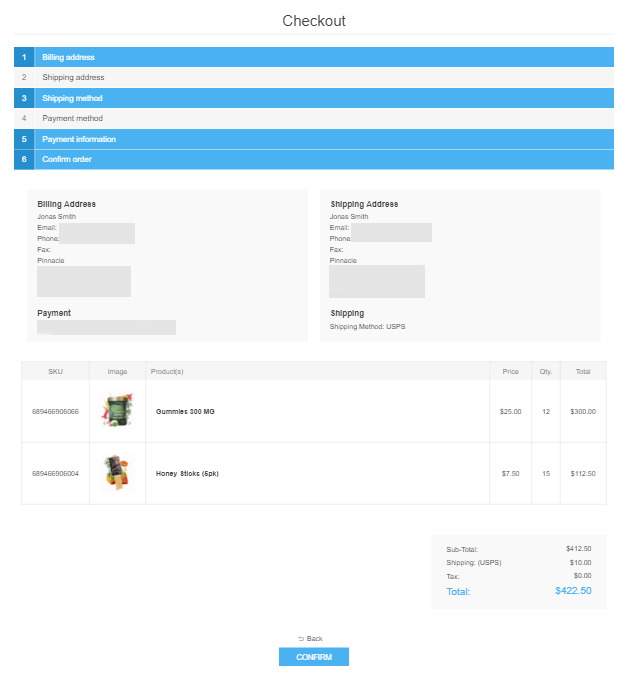 Checkout
1 Billing address
2 Shipping address
3 Shipping method
4 Payment method
5 Payment information
6 Confirm order
Billing Address
Jonas Smith
Email:
Phone:
Fax:
Pinnacle
Payment
Shipping Address
Jonas Smith
Email:
Phone:
Fax:
Pinnacle
Shipping
Shipping Method: USPS
SKU Image Product(s) Price Qty. Total
689466906066 Gummies 300 MG $25.00 12 $300.00
689466906004 Honey Sticks (5pk) $7.50 15 $112.50
Sub-Total: $412.50
Shipping: (USPS) $10.00
Tax: $0.00
Total: $422.50
Back
CONFIRM